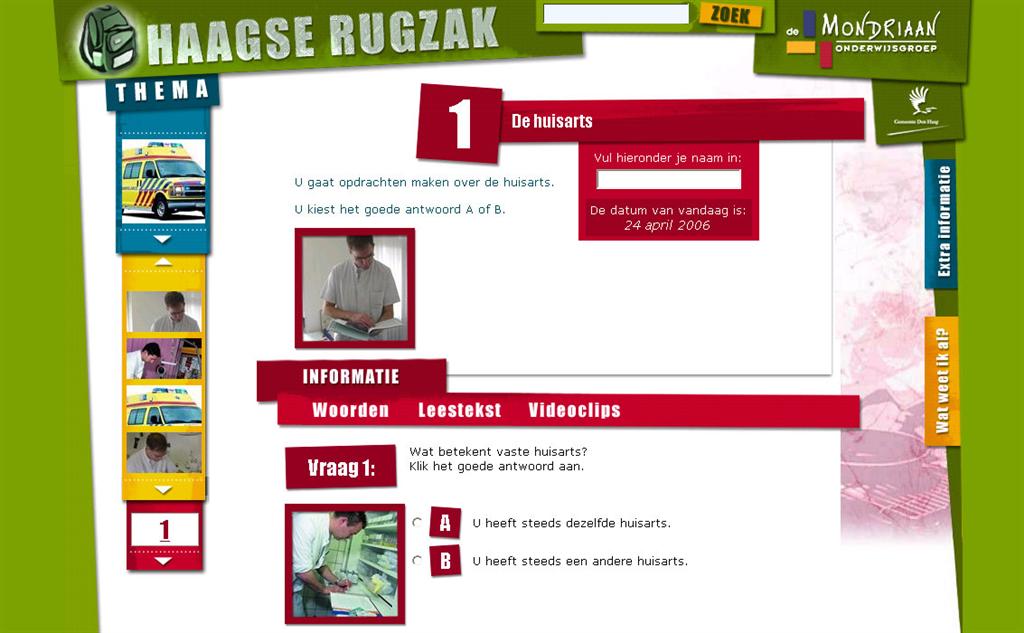 HAAGSE RUGZAK
ZOEK
de MONDRIAAN
ONDERWIJSGROEP
Gemeente Den Haag
THEMA
1
De huisarts
Vul hieronder je naam in:
De datum van vandaag is:
24 april 2006
U gaat opdrachten maken over de huisarts.
U kiest het goede antwoord A of B.
Extra informatie
Wat weet ik al?
INFORMATIE
Woorden Leestekst Videoclips
Vraag 1:
Wat betekent vaste huisarts?
Klik het goede antwoord aan.
A U heeft steeds dezelfde huisarts.
B U heeft steeds een andere huisarts.
1